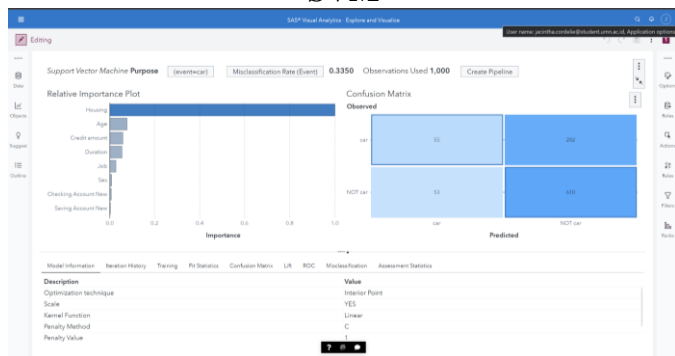 SAS® Visual Analytics - Explore and Visualize
User name: jacintha.cordelie@student.umn.ac.id, Application options
Editing
Support Vector Machine Purpose (event=car) Misclassification Rate (Event) 0.3350 Observations Used 1,000 Create Pipeline
Relative Importance Plot
Housing
Age
Credit amount
Duration
Job
Sex
Checking Account New
Saving Account New
0.0 0.2 0.4 0.6 0.8 1.0
Importance
Confusion Matrix
Observed
car 55 262
NOT car 53 610
car NOT car
Predicted
Data
Objects
Suggest
Outline
Options
Roles
Actions
Rules
Filters
Ranks
Model Information Iteration History Training Fit Statistics Confusion Matrix Lift ROC Misclassification Assessment Statistics
Description Value
Optimization technique Interior Point
Scale YES
Kernel Function Linear
Penalty Method C
Penalty Value 1